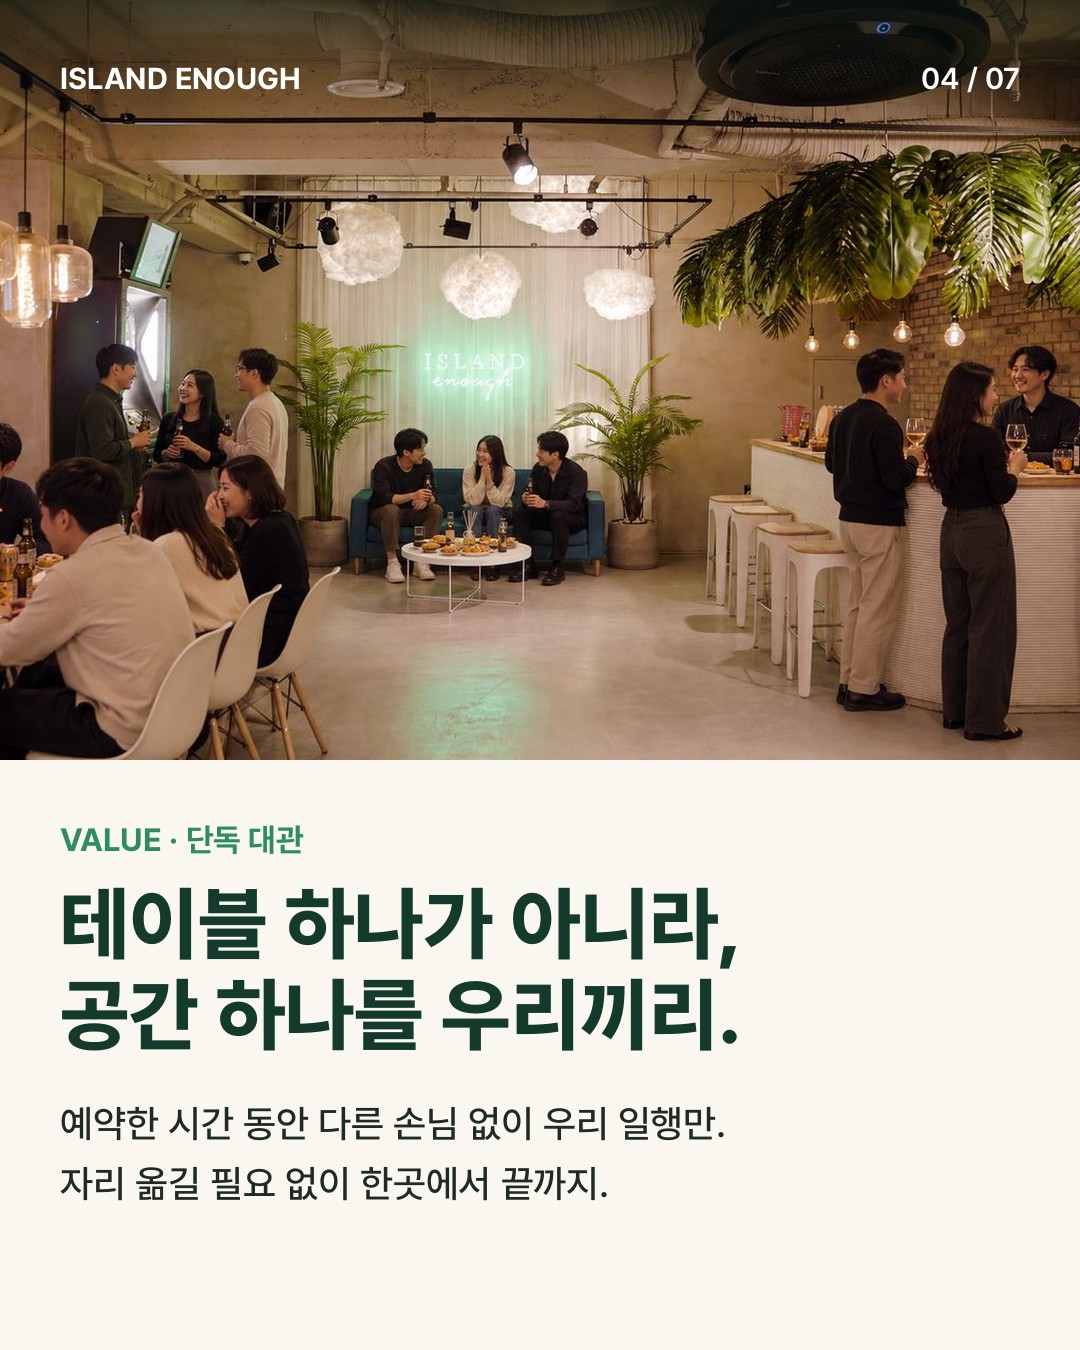 ISLAND ENOUGH
04 / 07
ISLAND
enough
VALUE · 단독 대관
테이블 하나가 아니라,
공간 하나를 우리끼리.
예약한 시간 동안 다른 손님 없이 우리 일행만.
자리 옮길 필요 없이 한곳에서 끝까지.